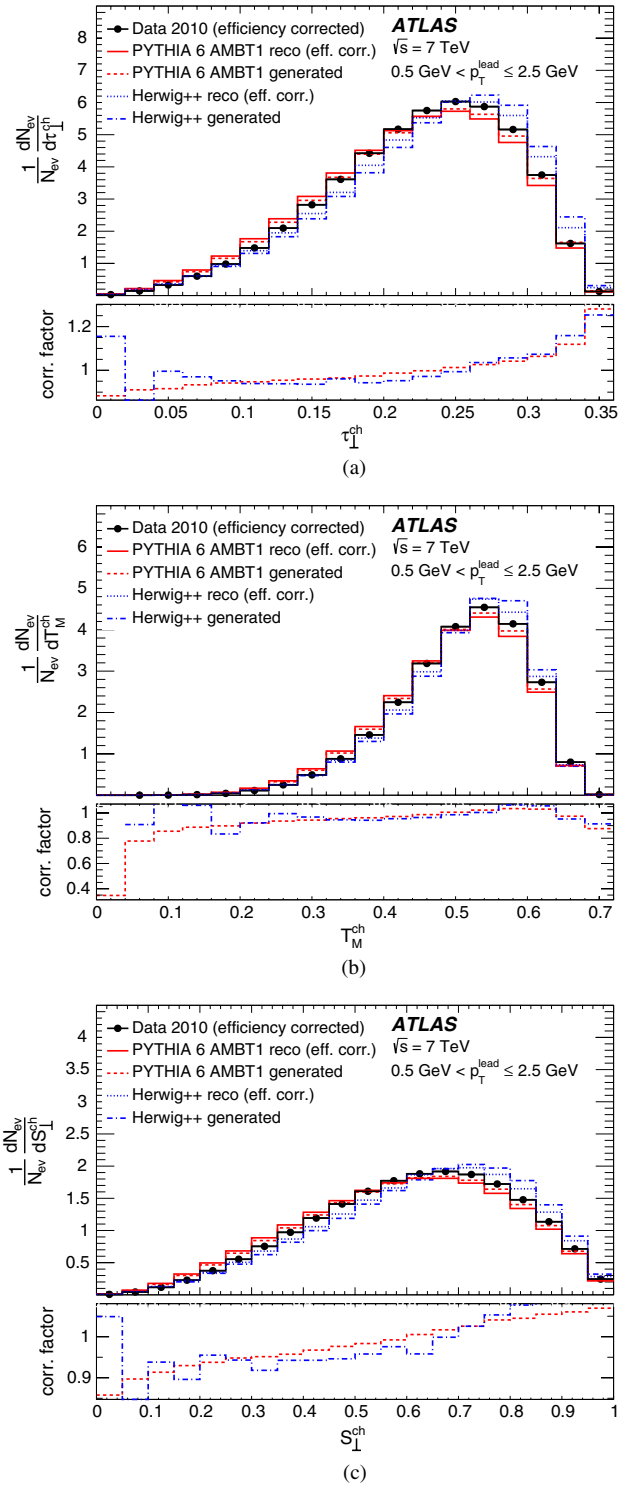 Data 2010 (efficiency corrected)
PYTHIA 6 AMBT1 reco (eff. corr.)
PYTHIA 6 AMBT1 generated
Herwig++ reco (eff. corr.)
Herwig++ generated
ATLAS
√s = 7 TeV
0.5 GeV < p_T^lead ≤ 2.5 GeV
1/N_ev dN_ev/dτ_⊥^ch
8
7
6
5
4
3
2
1
corr. factor
1.2
1
0 0.05 0.1 0.15 0.2 0.25 0.3 0.35
τ_⊥^ch
(a)
Data 2010 (efficiency corrected)
PYTHIA 6 AMBT1 reco (eff. corr.)
PYTHIA 6 AMBT1 generated
Herwig++ reco (eff. corr.)
Herwig++ generated
ATLAS
√s = 7 TeV
0.5 GeV < p_T^lead ≤ 2.5 GeV
1/N_ev dN_ev/dT_M^ch
6
5
4
3
2
1
corr. factor
1
0.8
0.6
0.4
0 0.1 0.2 0.3 0.4 0.5 0.6 0.7
T_M^ch
(b)
Data 2010 (efficiency corrected)
PYTHIA 6 AMBT1 reco (eff. corr.)
PYTHIA 6 AMBT1 generated
Herwig++ reco (eff. corr.)
Herwig++ generated
ATLAS
√s = 7 TeV
0.5 GeV < p_T^lead ≤ 2.5 GeV
1/N_ev dN_ev/dS_⊥^ch
4
3.5
3
2.5
2
1.5
1
0.5
corr. factor
1
0.9
0 0.1 0.2 0.3 0.4 0.5 0.6 0.7 0.8 0.9 1
S_⊥^ch
(c)